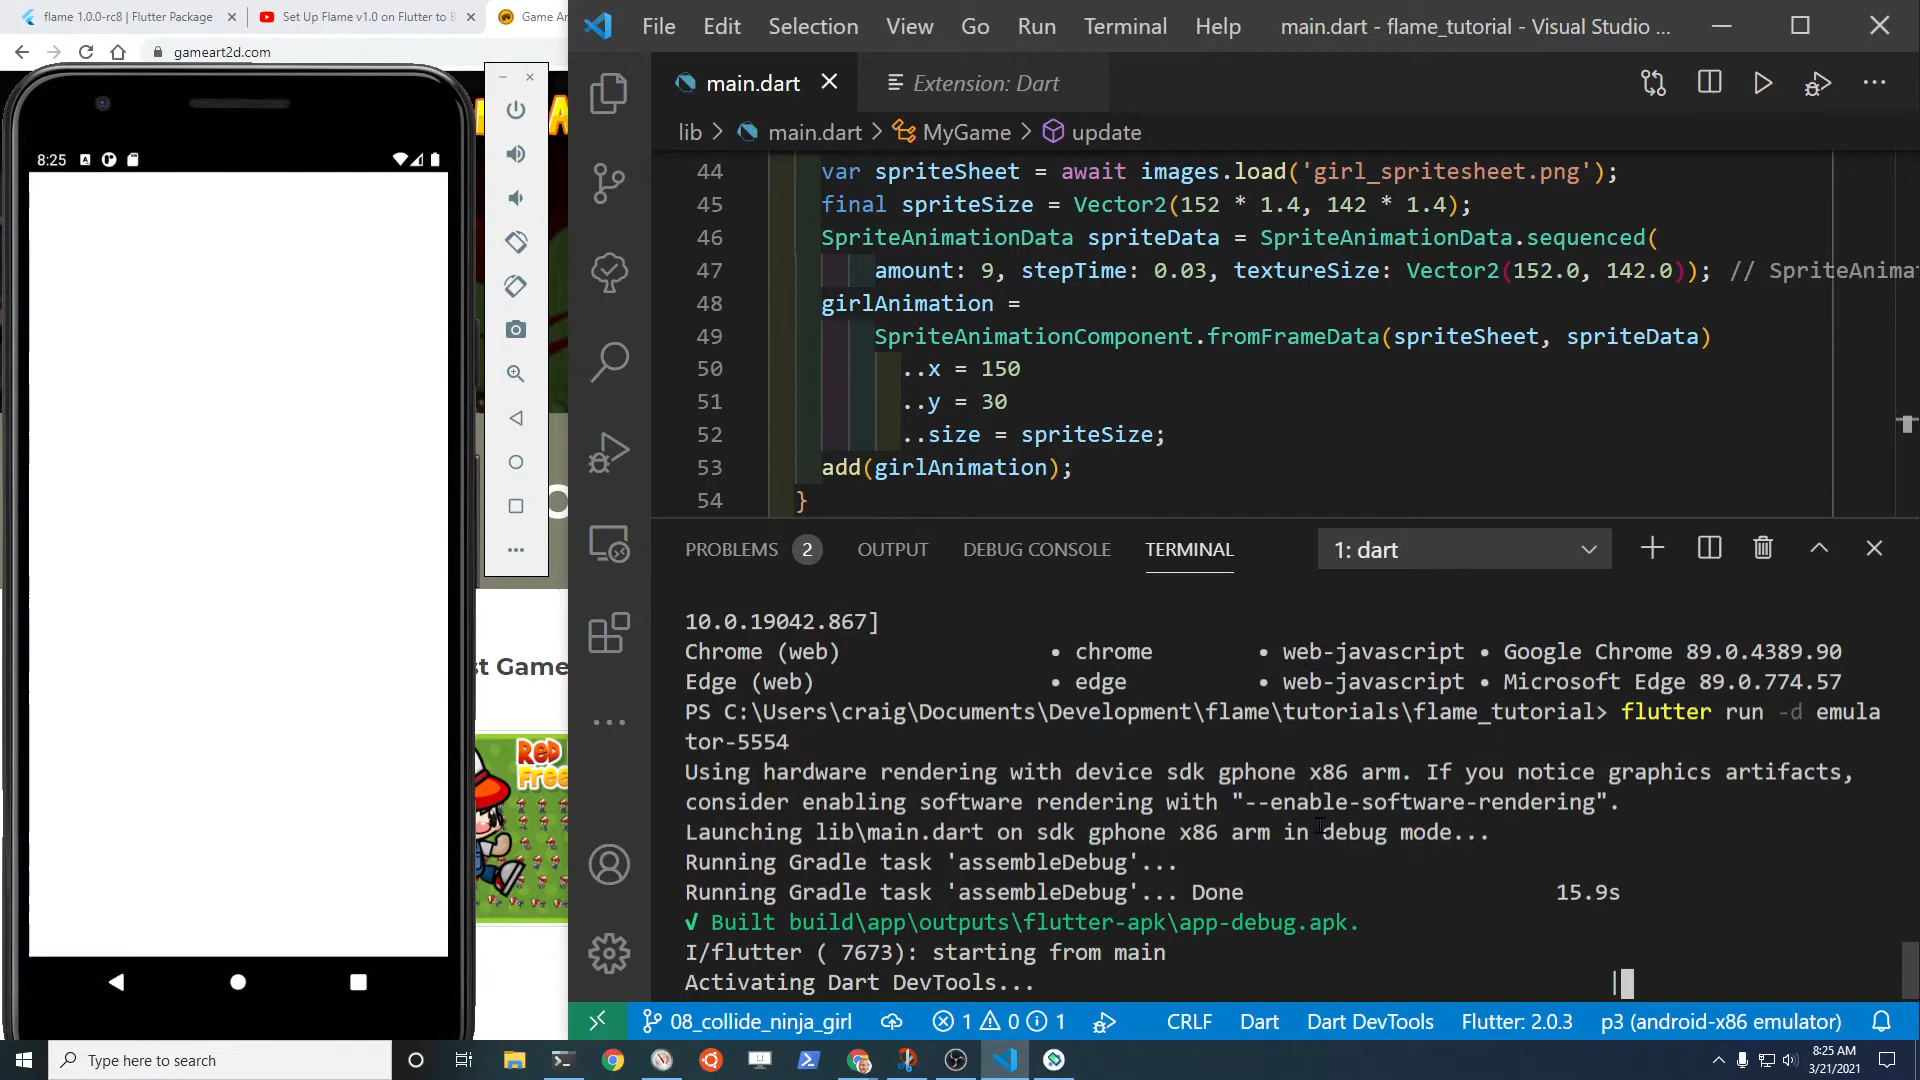 flame 1.0.0-rc8 | Flutter Package
Set Up Flame v1.0 on Flutter to B
Game Ar
gameart2d.com
File Edit Selection View Go Run Terminal Help
main.dart - flame_tutorial - Visual Studio ...
main.dart
Extension: Dart
lib > main.dart > MyGame > update
8:25
44 var spriteSheet = await images.load('girl_spritesheet.png');
45 final spriteSize = Vector2(152 * 1.4, 142 * 1.4);
46 SpriteAnimationData spriteData = SpriteAnimationData.sequenced(
47 amount: 9, stepTime: 0.03, textureSize: Vector2(152.0, 142.0)); // SpriteAnima
48 girlAnimation =
49 SpriteAnimationComponent.fromFrameData(spriteSheet, spriteData)
50 ..x = 150
51 ..y = 30
52 ..size = spriteSize;
53 add(girlAnimation);
54 }
PROBLEMS 2 OUTPUT DEBUG CONSOLE TERMINAL
1: dart
10.0.19042.867]
Chrome (web) • chrome • web-javascript • Google Chrome 89.0.4389.90
Edge (web) • edge • web-javascript • Microsoft Edge 89.0.774.57
PS C:\Users\craig\Documents\Development\flame\tutorials\flame_tutorial> flutter run -d emula
tor-5554
Using hardware rendering with device sdk gphone x86 arm. If you notice graphics artifacts,
consider enabling software rendering with "--enable-software-rendering".
Launching lib\main.dart on sdk gphone x86 arm in debug mode...
Running Gradle task 'assembleDebug'...
Running Gradle task 'assembleDebug'... Done 15.9s
√ Built build\app\outputs\flutter-apk\app-debug.apk.
I/flutter ( 7673): starting from main
Activating Dart DevTools... |
st Game
RED
FREE
08_collide_ninja_girl
1 0 1
CRLF Dart Dart DevTools Flutter: 2.0.3 p3 (android-x86 emulator)
Type here to search
8:25 AM
3/21/2021